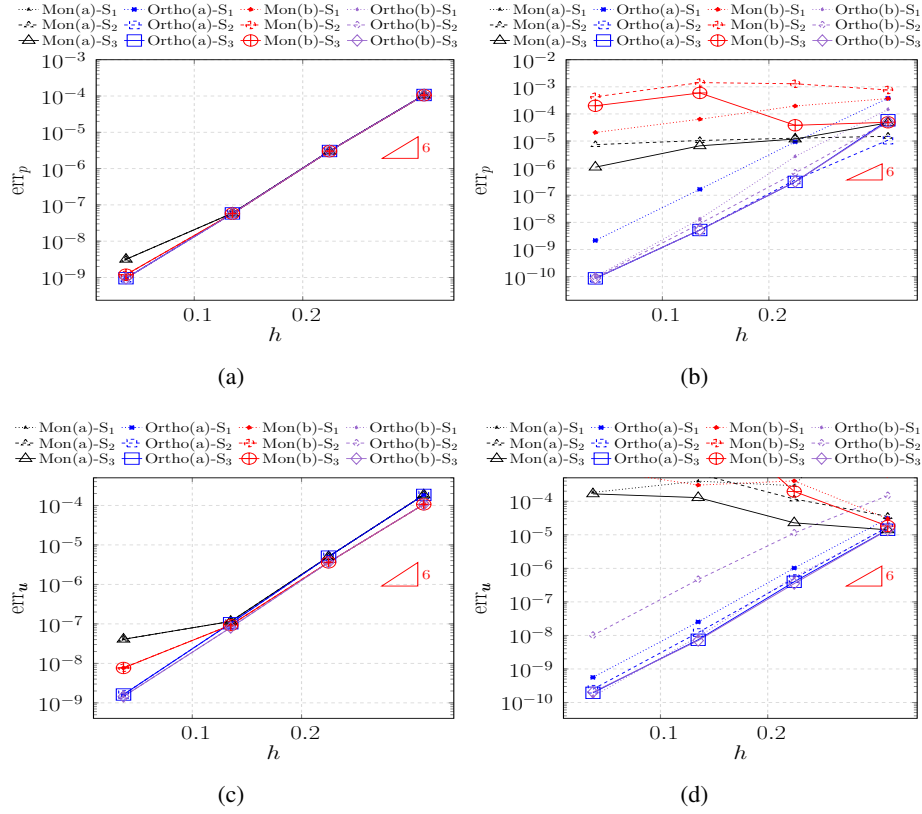 Mon(a)-S₁ Ortho(a)-S₁ Mon(b)-S₁ Ortho(b)-S₁
Mon(a)-S₂ Ortho(a)-S₂ Mon(b)-S₂ Ortho(b)-S₂
Mon(a)-S₃ Ortho(a)-S₃ Mon(b)-S₃ Ortho(b)-S₃
10⁻³
10⁻⁴
10⁻⁵
10⁻⁶
10⁻⁷
10⁻⁸
10⁻⁹
errₚ
6
0.1 0.2
h
(a)
Mon(a)-S₁ Ortho(a)-S₁ Mon(b)-S₁ Ortho(b)-S₁
Mon(a)-S₂ Ortho(a)-S₂ Mon(b)-S₂ Ortho(b)-S₂
Mon(a)-S₃ Ortho(a)-S₃ Mon(b)-S₃ Ortho(b)-S₃
10⁻²
10⁻³
10⁻⁴
10⁻⁵
10⁻⁶
10⁻⁷
10⁻⁸
10⁻⁹
10⁻¹⁰
errₚ
6
0.1 0.2
h
(b)
Mon(a)-S₁ Ortho(a)-S₁ Mon(b)-S₁ Ortho(b)-S₁
Mon(a)-S₂ Ortho(a)-S₂ Mon(b)-S₂ Ortho(b)-S₂
Mon(a)-S₃ Ortho(a)-S₃ Mon(b)-S₃ Ortho(b)-S₃
10⁻⁴
10⁻⁵
10⁻⁶
10⁻⁷
10⁻⁸
10⁻⁹
errᵤ
6
0.1 0.2
h
(c)
Mon(a)-S₁ Ortho(a)-S₁ Mon(b)-S₁ Ortho(b)-S₁
Mon(a)-S₂ Ortho(a)-S₂ Mon(b)-S₂ Ortho(b)-S₂
Mon(a)-S₃ Ortho(a)-S₃ Mon(b)-S₃ Ortho(b)-S₃
10⁻⁴
10⁻⁵
10⁻⁶
10⁻⁷
10⁻⁸
10⁻⁹
10⁻¹⁰
errᵤ
6
0.1 0.2
h
(d)